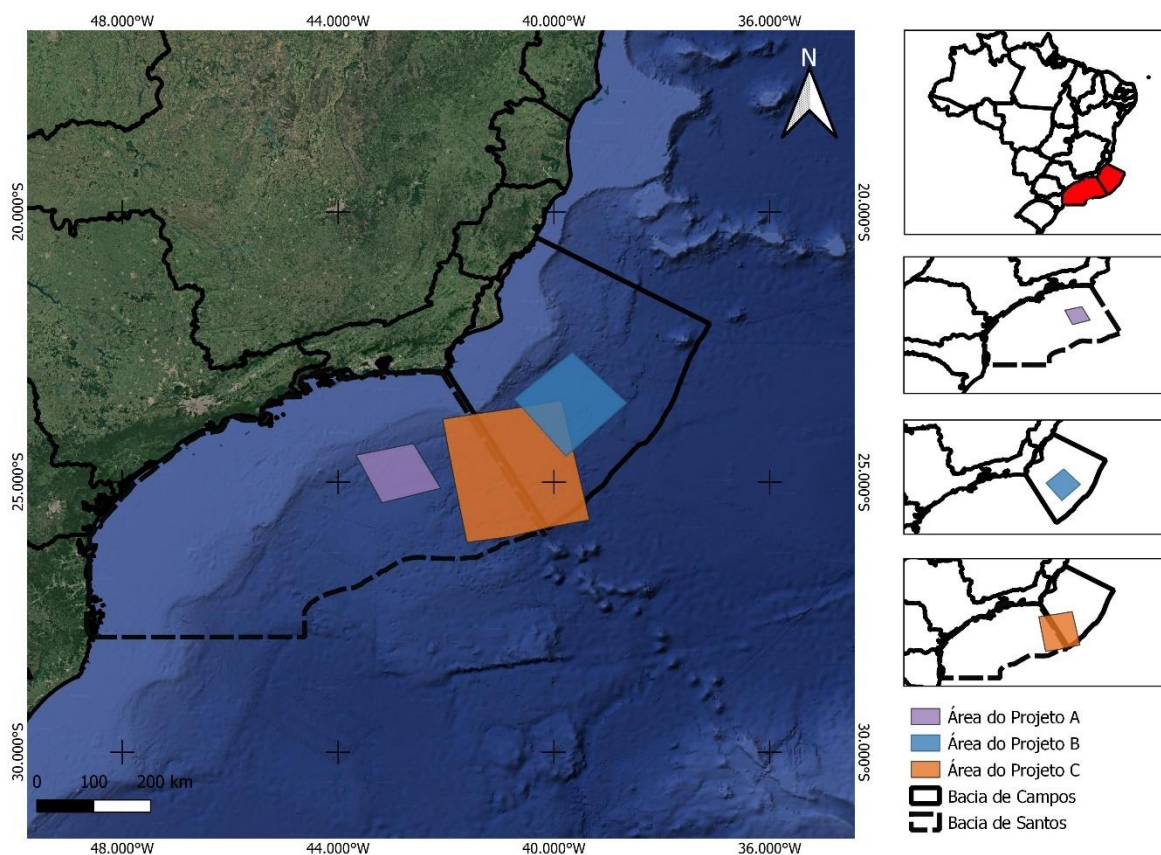 48.000°W 44.000°W 40.000°W 36.000°W
N
20.000°S 20.000°S
25.000°S 25.000°S
30.000°S 30.000°S
0 100 200 km
48.000°W 44.000°W 40.000°W 36.000°W
Área do Projeto A
Área do Projeto B
Área do Projeto C
Bacia de Campos
Bacia de Santos